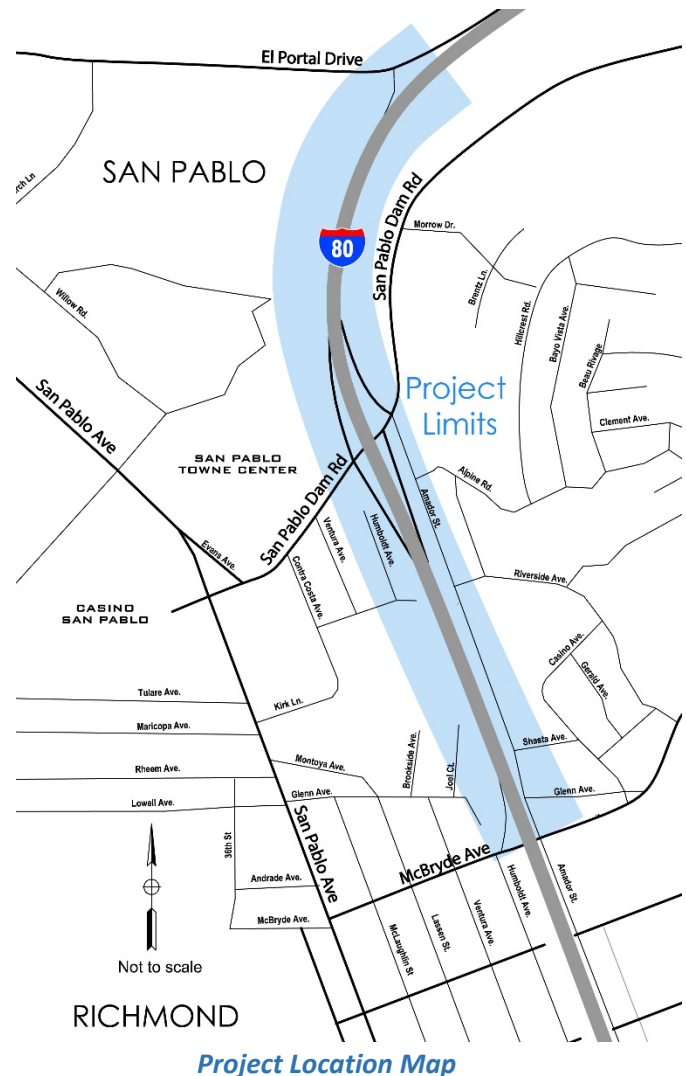 El Portal Drive
SAN PABLO
rch Ln
80
San Pablo Dam Rd
Morrow Dr.
Brentz Ln.
Hillcrest Rd.
Bayo Vista Ave.
Beau Rivage
Clement Ave.
Willow Rd.
San Pablo Ave
Project
Limits
SAN PABLO
TOWNE CENTER
San Pablo Dam Rd
Alpine Rd.
Amador St.
Evans Ave.
Ventura Ave.
Humboldt Ave.
Contra Costa Ave.
Riverside Ave.
CASINO
SAN PABLO
Casino Ave.
Gerald Ave.
Tulare Ave.
Kirk Ln.
Maricopa Ave.
Shasta Ave.
Brookside Ave.
Joel Ct.
Rheem Ave.
Montoya Ave.
Glenn Ave.
Glenn Ave.
Lowell Ave.
San Pablo Ave
36th St
McBryde Ave
Andrade Ave.
McBryde Ave.
McLaughlin St
Lassen St.
Ventura Ave.
Humboldt Ave.
Amador St.
Not to scale
RICHMOND
Project Location Map